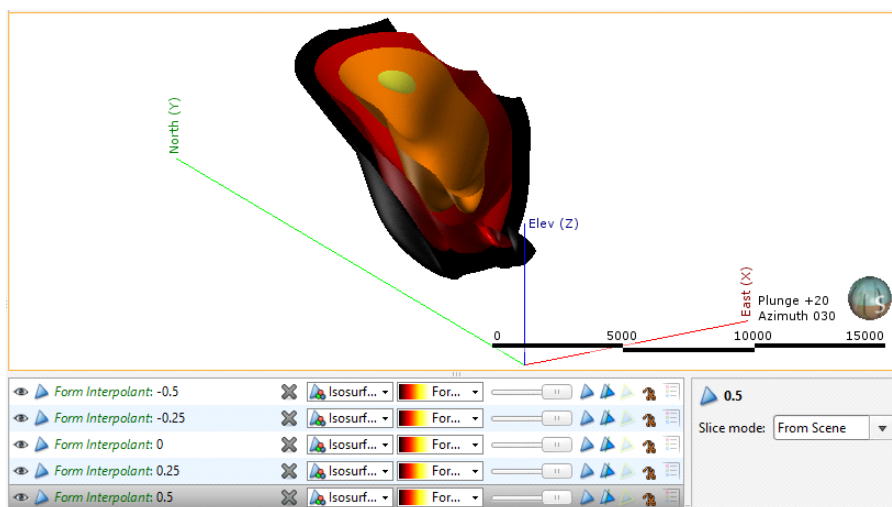 North (Y)
Elev (Z)
East (X)
Plunge +20
Azimuth 030
0 5000 10000 15000
S
Form Interpolant: -0.5 Isosurf... For...
Form Interpolant: -0.25 Isosurf... For...
Form Interpolant: 0 Isosurf... For...
Form Interpolant: 0.25 Isosurf... For...
Form Interpolant: 0.5 Isosurf... For...
0.5
Slice mode: From Scene